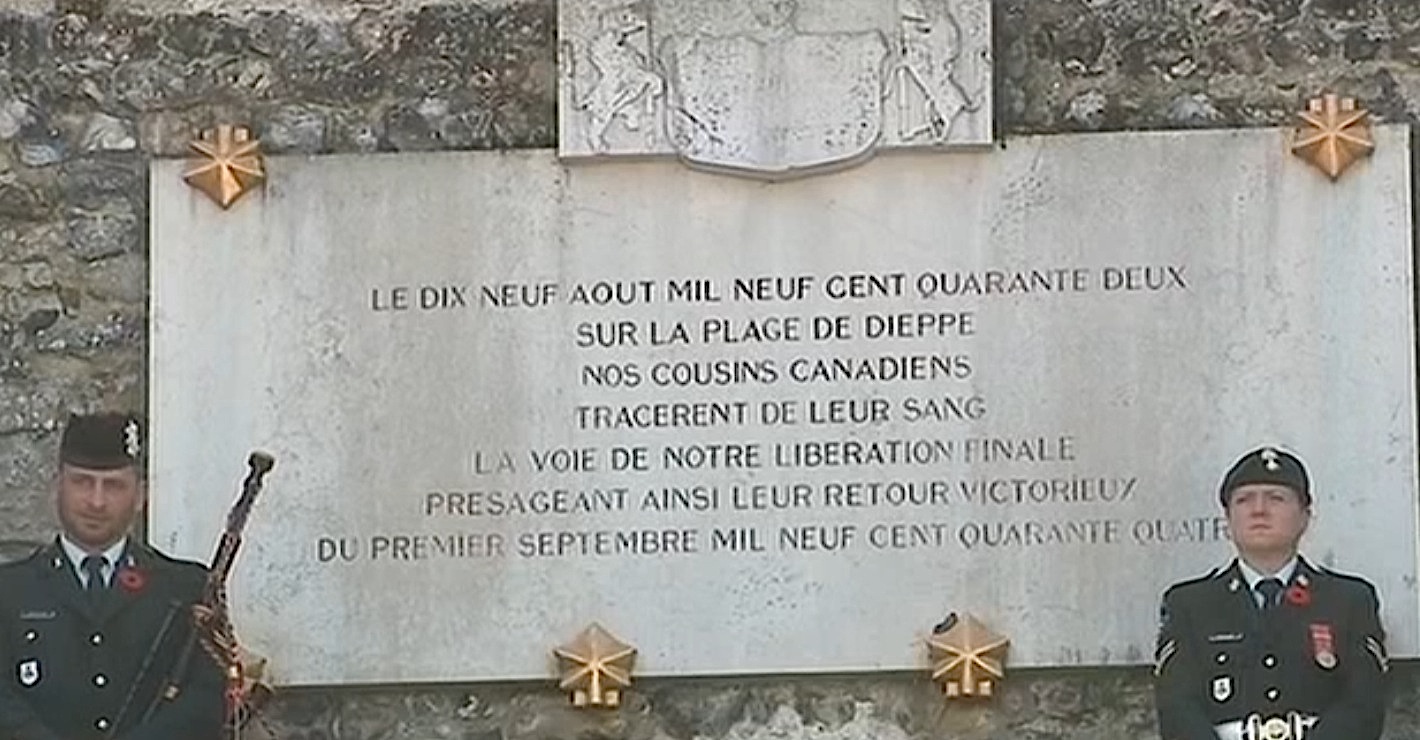 LE DIX NEUF AOUT MIL NEUF CENT QUARANTE DEUX
SUR LA PLAGE DE DIEPPE
NOS COUSINS CANADIENS
TRACERENT DE LEUR SANG
LA VOIE DE NOTRE LIBERATION FINALE
PRESAGEANT AINSI LEUR RETOUR VICTORIEUX
DU PREMIER SEPTEMBRE MIL NEUF CENT QUARANTE QUATR